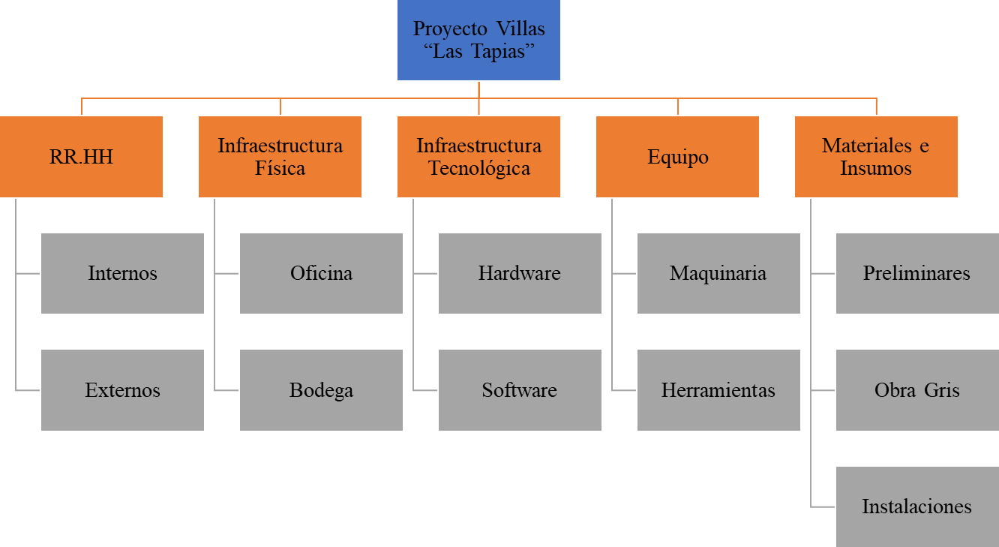 Proyecto Villas
“Las Tapias”
RR.HH
Infraestructura
Física
Infraestructura
Tecnológica
Equipo
Materiales e
Insumos
Internos
Oficina
Hardware
Maquinaria
Preliminares
Externos
Bodega
Software
Herramientas
Obra Gris
Instalaciones